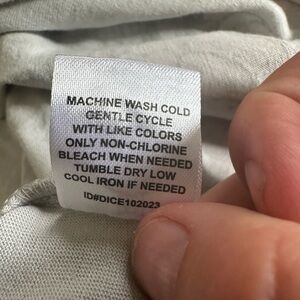 MACHINE WASH COLD
GENTLE CYCLE
WITH LIKE COLORS
ONLY NON-CHLORINE
BLEACH WHEN NEEDED
TUMBLE DRY LOW
COOL IRON IF NEEDED
ID#DICE102023